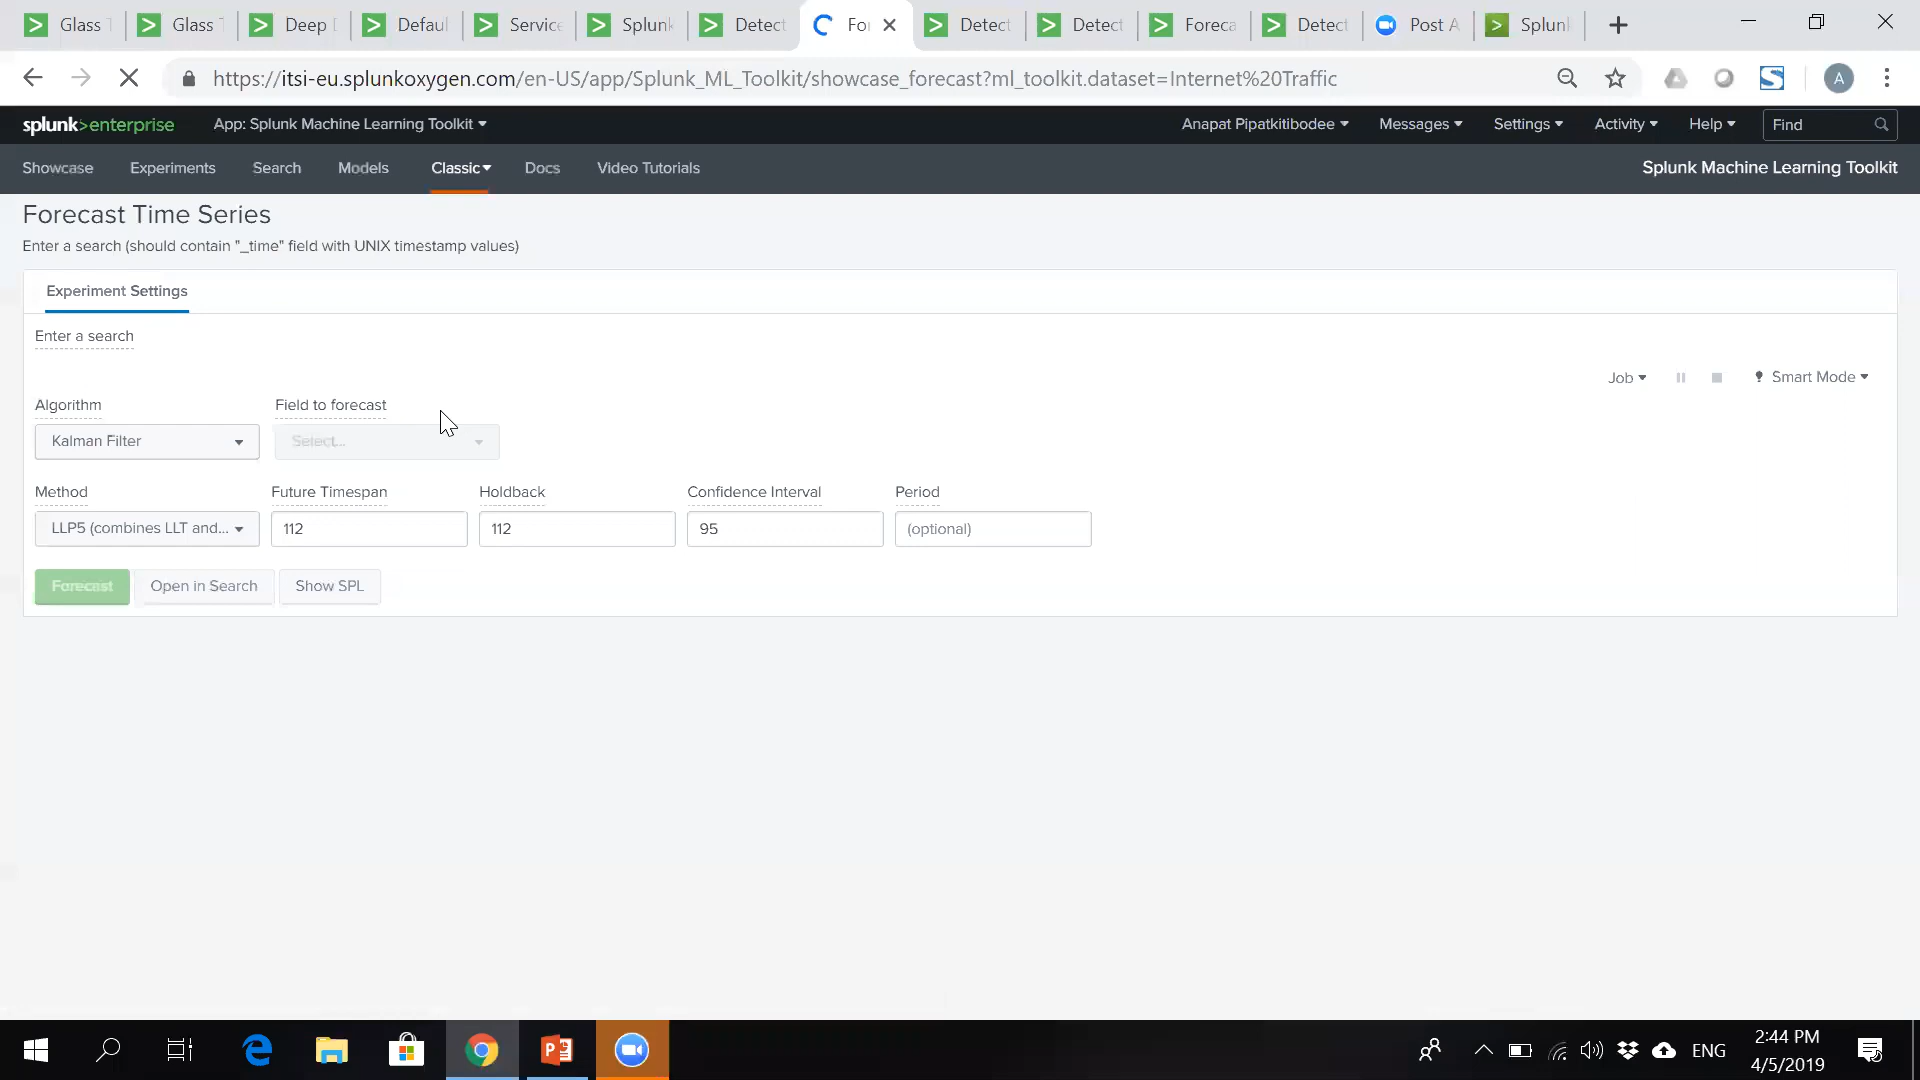 Glass T
Glass T
Deep D
Defaul
Service
Splunk
Detect
For
Detect
Detect
Foreca
Detect
Post A
Splunk
https://itsi-eu.splunkoxygen.com/en-US/app/Splunk_ML_Toolkit/showcase_forecast?ml_toolkit.dataset=Internet%20Traffic
A
splunk>enterprise App: Splunk Machine Learning Toolkit
Anapat Pipatkitibodee Messages Settings Activity Help Find
Showcase Experiments Search Models Classic Docs Video Tutorials
Splunk Machine Learning Toolkit
Forecast Time Series
Enter a search (should contain "_time" field with UNIX timestamp values)
Experiment Settings
Enter a search
Job Smart Mode
Algorithm Field to forecast
Kalman Filter Select...
Method Future Timespan Holdback Confidence Interval Period
LLP5 (combines LLT and... 112 112 95 (optional)
Forecast Open in Search Show SPL
ENG
2:44 PM
4/5/2019